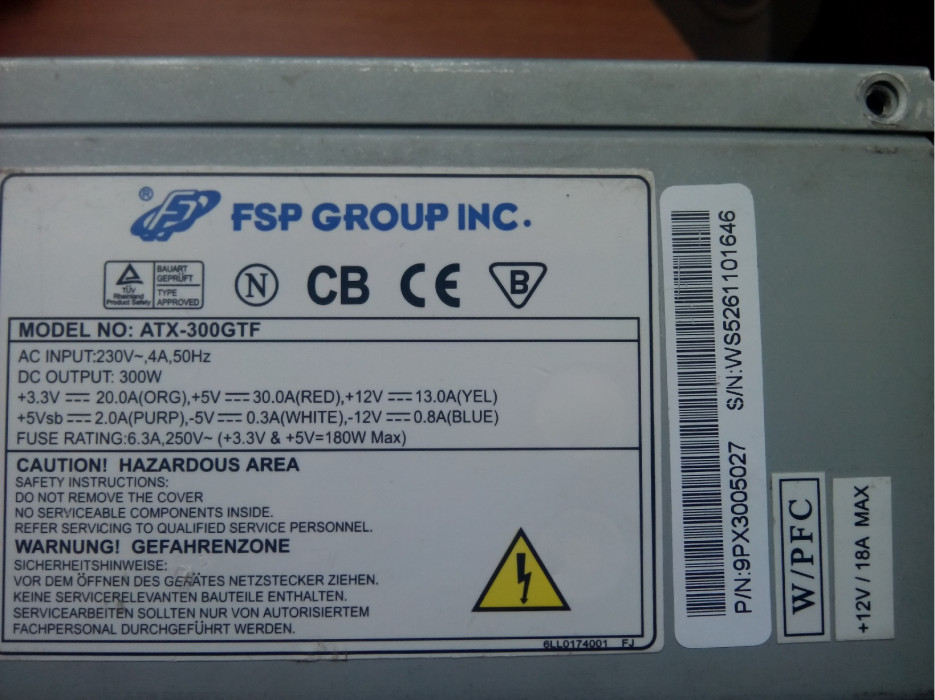 ® FSP GROUP INC.
TÜV Rheinland Product Safety
BAUART GEPRÜFT
TYPE APPROVED
N
CB
CE
B
MODEL NO: ATX-300GTF
AC INPUT:230V~,4A,50Hz
DC OUTPUT: 300W
+3.3V ⎓ 20.0A(ORG),+5V ⎓ 30.0A(RED),+12V ⎓ 13.0A(YEL)
+5Vsb ⎓ 2.0A(PURP),-5V ⎓ 0.3A(WHITE),-12V ⎓ 0.8A(BLUE)
FUSE RATING:6.3A,250V~ (+3.3V & +5V=180W Max)
CAUTION! HAZARDOUS AREA
SAFETY INSTRUCTIONS:
DO NOT REMOVE THE COVER
NO SERVICEABLE COMPONENTS INSIDE.
REFER SERVICING TO QUALIFIED SERVICE PERSONNEL.
WARNUNG! GEFAHRENZONE
SICHERHEITSHINWEISE:
VOR DEM ÖFFNEN DES GERÄTES NETZSTECKER ZIEHEN.
KEINE SERVICERELEVANTEN BAUTEILE ENTHALTEN.
SERVICEARBEITEN SOLLTEN NUR VON AUTORISIERTEM
FACHPERSONAL DURCHGEFÜHRT WERDEN.
6LL0174001 FJ
P/N:9PX3005027 S/N:WS5261101646
W/PFC
+12V / 18A MAX